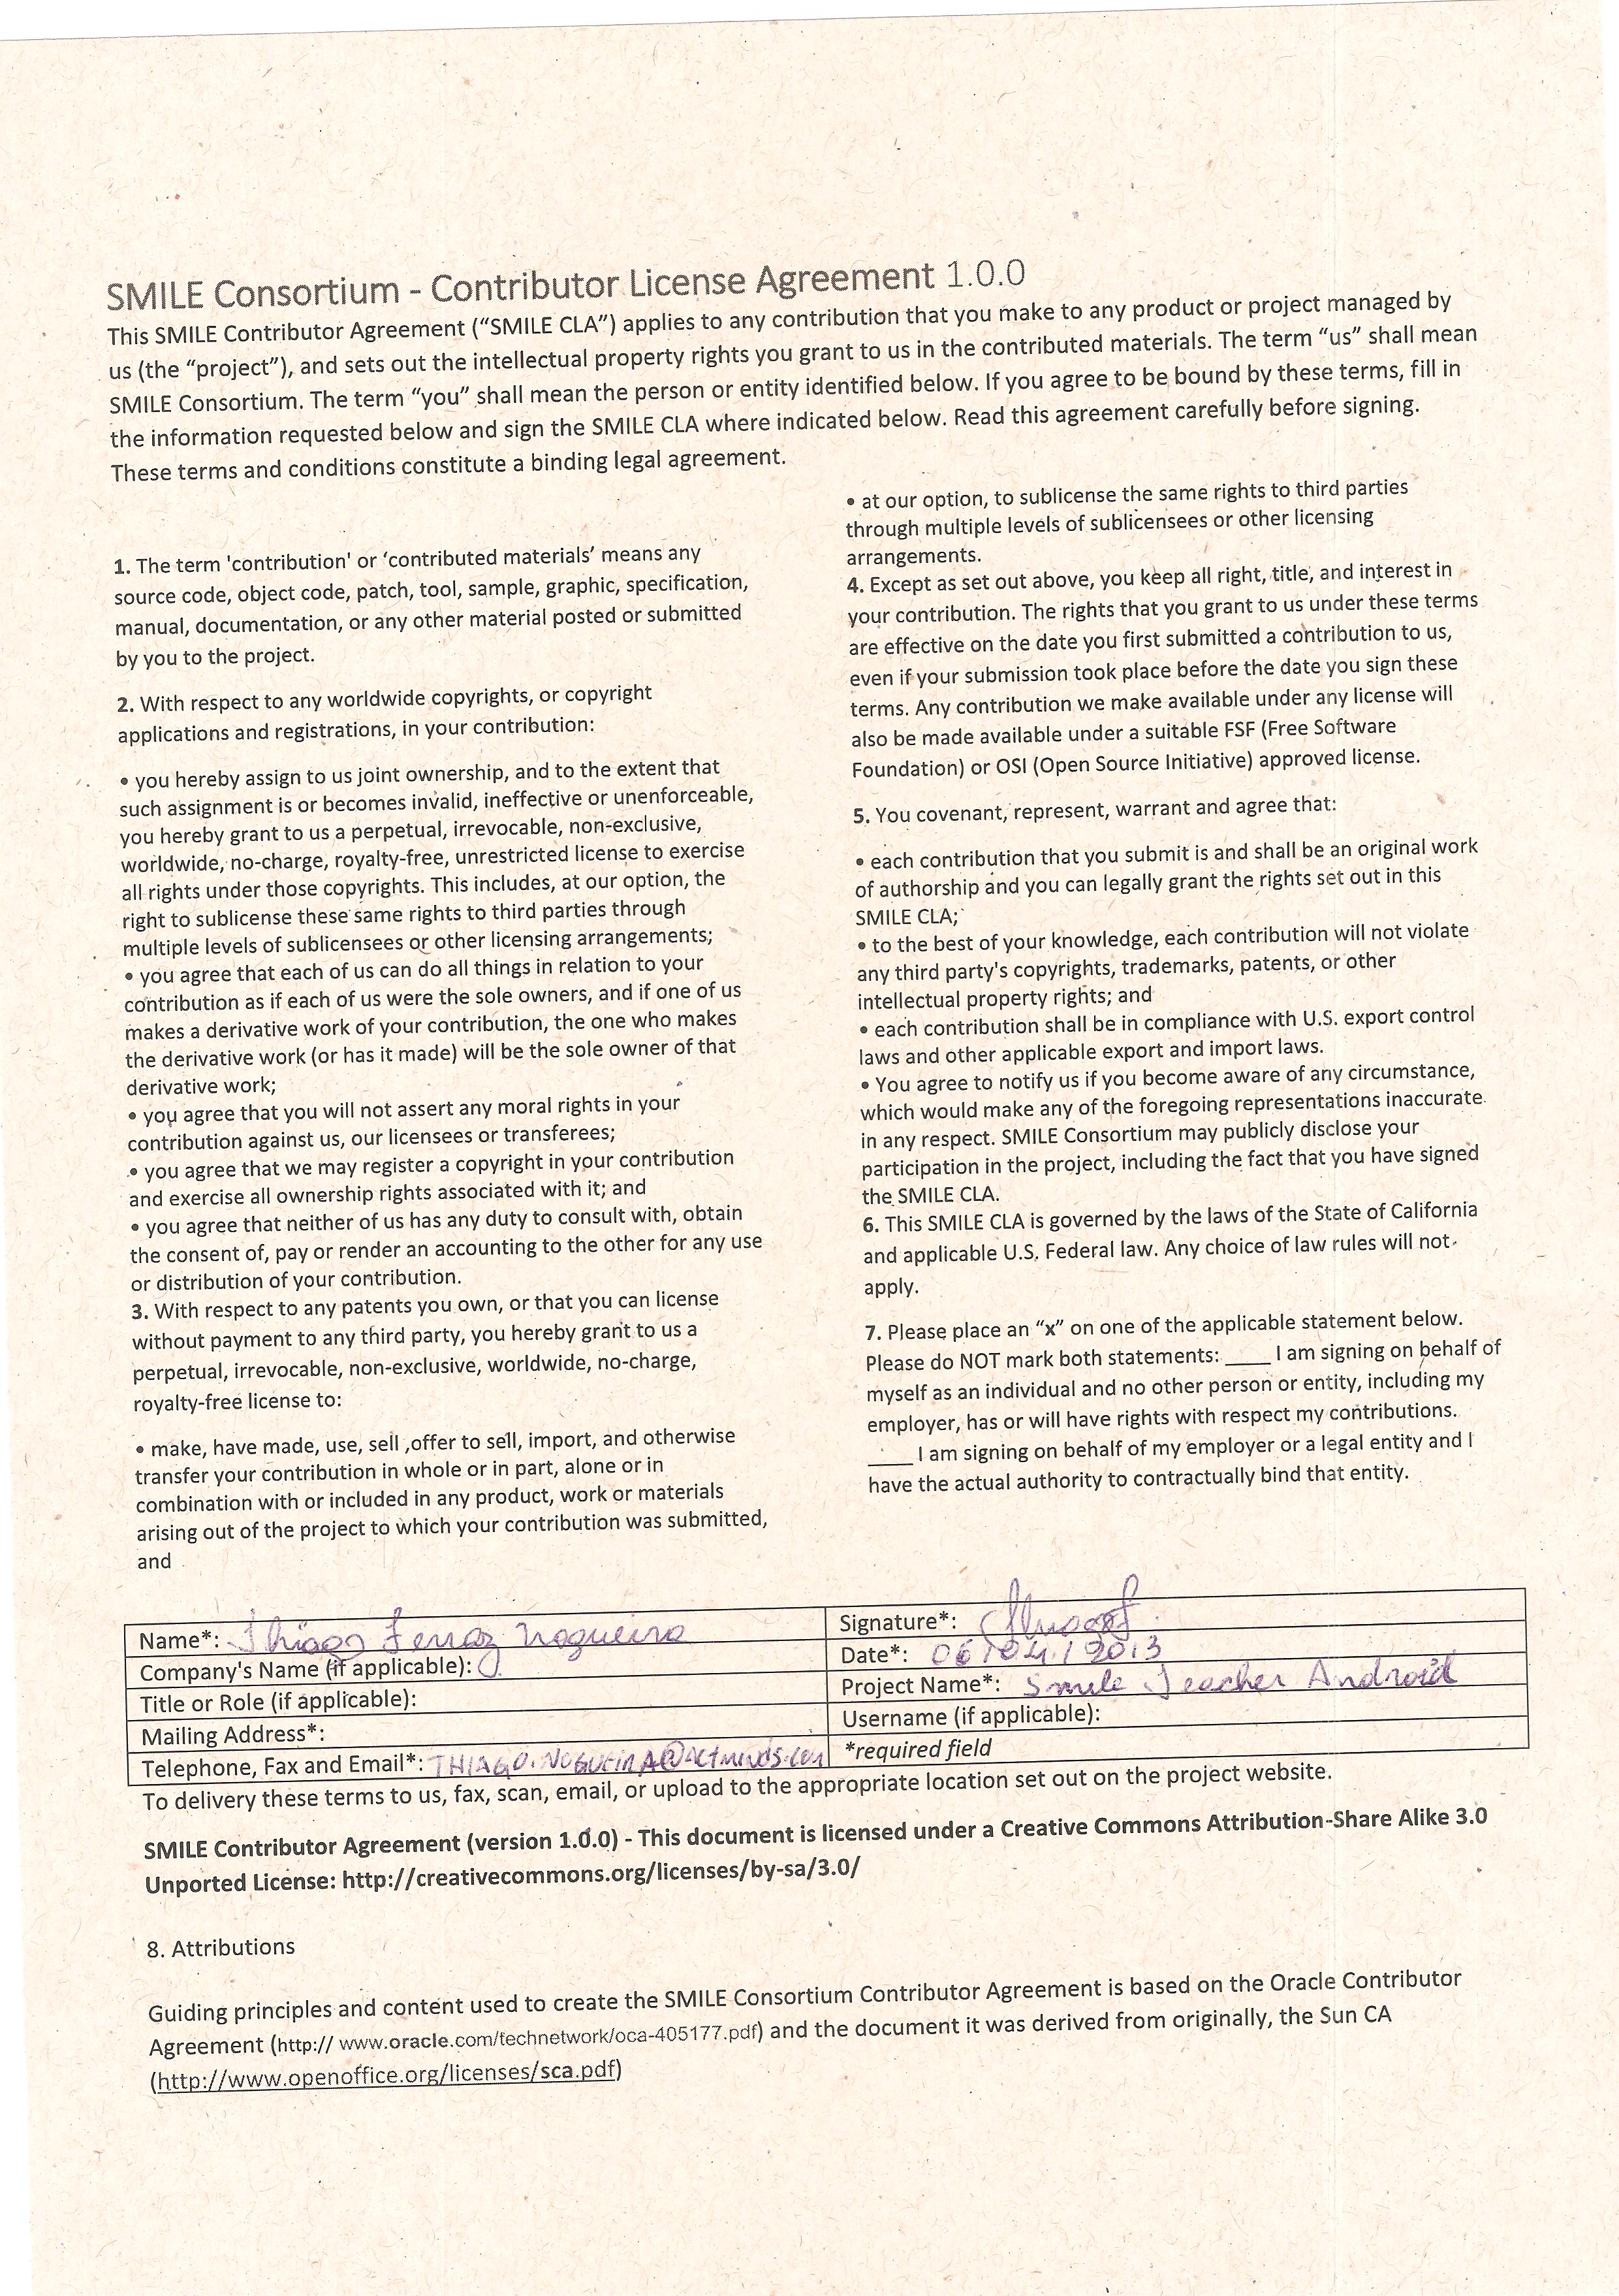 SMILE Consortium - Contributor License Agreement 1.0.0
This SMILE Contributor Agreement (“SMILE CLA”) applies to any contribution that you make to any product or project managed by
us (the “project”), and sets out the intellectual property rights you grant to us in the contributed materials. The term “us” shall mean
SMILE Consortium. The term “you” shall mean the person or entity identified below. If you agree to be bound by these terms, fill in
the information requested below and sign the SMILE CLA where indicated below. Read this agreement carefully before signing.
These terms and conditions constitute a binding legal agreement.
1. The term 'contribution' or ‘contributed materials’ means any
source code, object code, patch, tool, sample, graphic, specification,
manual, documentation, or any other material posted or submitted
by you to the project.
2. With respect to any worldwide copyrights, or copyright
applications and registrations, in your contribution:
• you hereby assign to us joint ownership, and to the extent that
such assignment is or becomes invalid, ineffective or unenforceable,
you hereby grant to us a perpetual, irrevocable, non-exclusive,
worldwide, no-charge, royalty-free, unrestricted license to exercise
all rights under those copyrights. This includes, at our option, the
right to sublicense these same rights to third parties through
multiple levels of sublicensees or other licensing arrangements;
• you agree that each of us can do all things in relation to your
contribution as if each of us were the sole owners, and if one of us
makes a derivative work of your contribution, the one who makes
the derivative work (or has it made) will be the sole owner of that
derivative work;
• you agree that you will not assert any moral rights in your
contribution against us, our licensees or transferees;
• you agree that we may register a copyright in your contribution
and exercise all ownership rights associated with it; and
• you agree that neither of us has any duty to consult with, obtain
the consent of, pay or render an accounting to the other for any use
or distribution of your contribution.
3. With respect to any patents you own, or that you can license
without payment to any third party, you hereby grant to us a
perpetual, irrevocable, non-exclusive, worldwide, no-charge,
royalty-free license to:
• make, have made, use, sell ,offer to sell, import, and otherwise
transfer your contribution in whole or in part, alone or in
combination with or included in any product, work or materials
arising out of the project to which your contribution was submitted,
and
• at our option, to sublicense the same rights to third parties
through multiple levels of sublicensees or other licensing
arrangements.
4. Except as set out above, you keep all right, title, and interest in
your contribution. The rights that you grant to us under these terms
are effective on the date you first submitted a contribution to us,
even if your submission took place before the date you sign these
terms. Any contribution we make available under any license will
also be made available under a suitable FSF (Free Software
Foundation) or OSI (Open Source Initiative) approved license.
5. You covenant, represent, warrant and agree that:
• each contribution that you submit is and shall be an original work
of authorship and you can legally grant the rights set out in this
SMILE CLA;
• to the best of your knowledge, each contribution will not violate
any third party's copyrights, trademarks, patents, or other
intellectual property rights; and
• each contribution shall be in compliance with U.S. export control
laws and other applicable export and import laws.
• You agree to notify us if you become aware of any circumstance,
which would make any of the foregoing representations inaccurate
in any respect. SMILE Consortium may publicly disclose your
participation in the project, including the fact that you have signed
the SMILE CLA.
6. This SMILE CLA is governed by the laws of the State of California
and applicable U.S. Federal law. Any choice of law rules will not
apply.
7. Please place an “x” on one of the applicable statement below.
Please do NOT mark both statements: ____ I am signing on behalf of
myself as an individual and no other person or entity, including my
employer, has or will have rights with respect my contributions.
____ I am signing on behalf of my employer or a legal entity and I
have the actual authority to contractually bind that entity.
Name*: Thiago Ferraz Nogueira
Company's Name (if applicable):
Title or Role (if applicable):
Mailing Address*:
Telephone, Fax and Email*: THIAGO.NOGUEIRA@ACTMINDS.COM
Signature*:
Date*: 06/04/2013
Project Name*: Smile Teacher Android
Username (if applicable):
*required field
To delivery these terms to us, fax, scan, email, or upload to the appropriate location set out on the project website.
SMILE Contributor Agreement (version 1.0.0) - This document is licensed under a Creative Commons Attribution-Share Alike 3.0
Unported License: http://creativecommons.org/licenses/by-sa/3.0/
8. Attributions
Guiding principles and content used to create the SMILE Consortium Contributor Agreement is based on the Oracle Contributor
Agreement (http:// www.oracle.com/technetwork/oca-405177.pdf) and the document it was derived from originally, the Sun CA
(http://www.openoffice.org/licenses/sca.pdf)